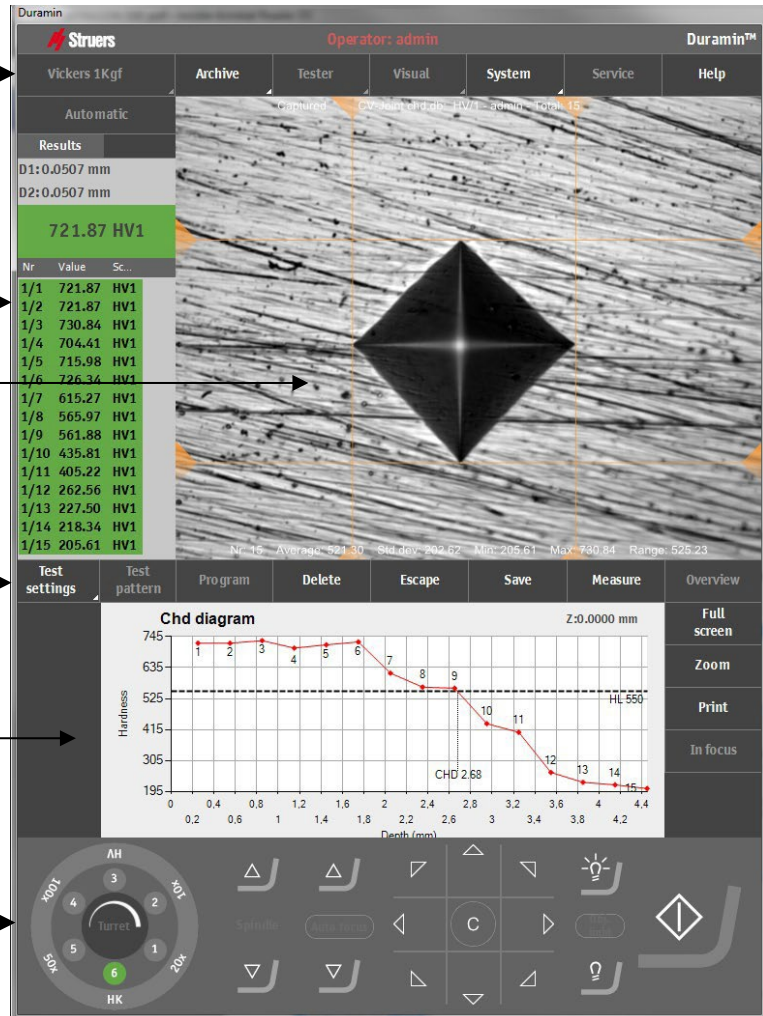 Duramin
Struers Operator: admin Duramin™
Vickers 1Kgf Archive Tester Visual System Service Help
Automatic
Captured CV-Joint chd.db: HV/1 - admin - Total: 15
Results
D1:0.0507 mm
D2:0.0507 mm
721.87 HV1
Nr Value Sc...
1/1 721.87 HV1
1/2 721.87 HV1
1/3 730.84 HV1
1/4 704.41 HV1
1/5 715.98 HV1
1/6 726.34 HV1
1/7 615.27 HV1
1/8 565.97 HV1
1/9 561.88 HV1
1/10 435.81 HV1
1/11 405.22 HV1
1/12 262.56 HV1
1/13 227.50 HV1
1/14 218.34 HV1
1/15 205.61 HV1
Nr: 15 Average: 521.30 Std.dev: 202.62 Min: 205.61 Max: 730.84 Range: 525.23
Test settings Test pattern Program Delete Escape Save Measure Overview
Chd diagram Z:0.0000 mm
Full screen
Zoom
Print
In focus
Hardness
745
635
525
415
305
195
1 2 3 4 5 6 7 8 9 10 11 12 13 14 15
HL 550
CHD 2.68
0 0,4 0,8 1,2 1,6 2 2,4 2,8 3,2 3,6 4 4,4
0,2 0,6 1 1,4 1,8 2,2 2,6 3 3,4 3,8 4,2
Depth (mm)
HV
100x 10x
3
4 2
Turret
5 1
6
50x 20x
HK
Spindle
Auto focus
C